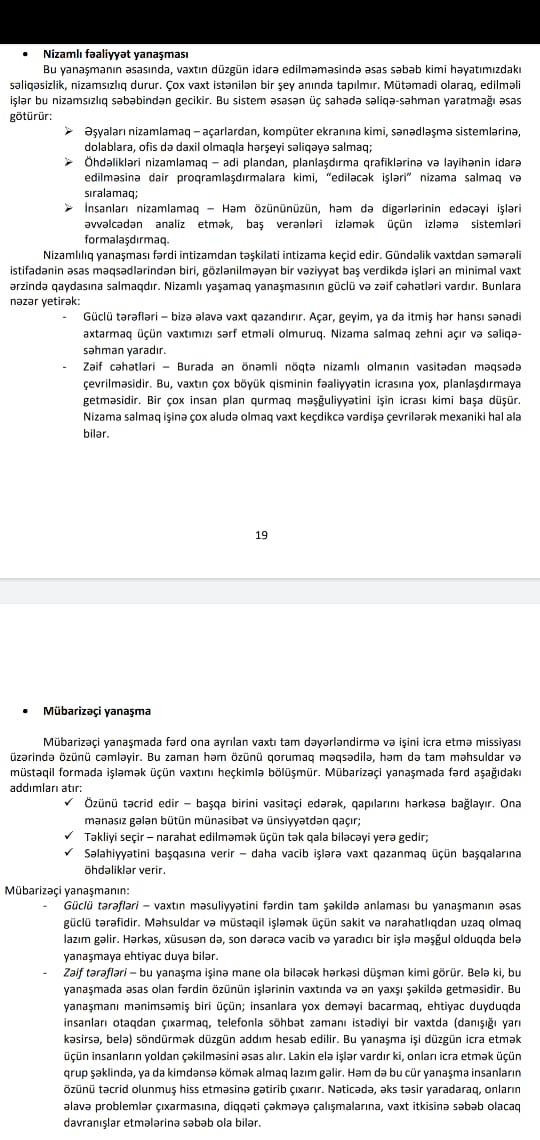 • Nizamlı fəaliyyət yanaşması
Bu yanaşmanın əsasında, vaxtın düzgün idarə edilməməsində əsas səbəb kimi həyatımızdakı
səliqəsizlik, nizamsızlıq durur. Çox vaxt istənilən bir şey anında tapılmır. Mütəmadi olaraq, edilməli
işlər bu nizamsızlıq səbəbindən gecikir. Bu sistem əsasən üç sahədə səliqə-səhman yaratmağı əsas
götürür:
➢ Əşyaları nizamlamaq – açarlardan, kompüter ekranına kimi, sənədləşmə sistemlərinə,
dolablara, ofis də daxil olmaqla hərşeyi səliqəyə salmaq;
➢ Öhdəlikləri nizamlamaq - adi plandan, planlaşdırma qrafiklərinə və layihənin idarə
edilməsinə dair proqramlaşdırmalara kimi, "ediləcək işləri" nizama salmaq və
sıralamaq;
➢ İnsanları nizamlamaq – Həm özününüzün, həm də digərlərinin edəcəyi işləri
əvvəlcədən analiz etmək, baş verənləri izləmək üçün izləmə sistemləri
formalaşdırmaq.
Nizamlılıq yanaşması fərdi intizamdan təşkilati intizama keçid edir. Gündəlik vaxtdan səmərəli
istifadənin əsas məqsədlərindən biri, gözlənilməyən bir vəziyyət baş verdikdə işləri ən minimal vaxt
ərzində qaydasına salmaqdır. Nizamlı yaşamaq yanaşmasının güclü və zəif cəhətləri vardır. Bunlara
nəzər yetirək:
- Güclü tərəfləri – bizə əlavə vaxt qazandırır. Açar, geyim, ya da itmiş hər hansı sənədi
axtarmaq üçün vaxtımızı sərf etməli olmuruq. Nizama salmaq zehni açır və səliqə-
səhman yaradır.
- Zəif cəhətləri – Burada ən önəmli nöqtə nizamlı olmanın vasitədən məqsədə
çevrilməsidir. Bu, vaxtın çox böyük qisminin fəaliyyətin icrasına yox, planlaşdırmaya
getməsidir. Bir çox insan plan qurmaq məşğuliyyətini işin icrası kimi başa düşür.
Nizama salmaq işinə çox aludə olmaq vaxt keçdikcə vərdişə çevrilərək mexaniki hal ala
bilər.
19
• Mübarizəçi yanaşma
Mübarizəçi yanaşmada fərd ona ayrılan vaxtı tam dəyərləndirmə və işini icra etmə missiyası
üzərində özünü cəmləyir. Bu zaman həm özünü qorumaq məqsədilə, həm də tam məhsuldar və
müstəqil formada işləmək üçün vaxtını heçkimlə bölüşmür. Mübarizəçi yanaşmada fərd aşağıdakı
addımları atır:
✓ Özünü təcrid edir – başqa birini vasitəçi edərək, qapılarını hərkəsə bağlayır. Ona
mənasız gələn bütün münasibət və ünsiyyətdən qaçır;
✓ Təkliyi seçir – narahat edilməmək üçün tək qala biləcəyi yerə gedir;
✓ Səlahiyyətini başqasına verir – daha vacib işlərə vaxt qazanmaq üçün başqalarına
öhdəliklər verir.
Mübarizəçi yanaşmanın:
- Güclü tərəfləri – vaxtın məsuliyyətini fərdin tam şəkildə anlaması bu yanaşmanın əsas
güclü tərəfidir. Məhsuldar və müstəqil işləmək üçün sakit və narahatlıqdan uzaq olmaq
lazım gəlir. Hərkəs, xüsusən də, son dərəcə vacib və yaradıcı bir işlə məşğul olduqda belə
yanaşmaya ehtiyac duya bilər.
- Zəif tərəfləri – bu yanaşma işinə mane ola biləcək hərkəsi düşmən kimi görür. Belə ki, bu
yanaşmada əsas olan fərdin özünün işlərinin vaxtında və ən yaxşı şəkildə getməsidir. Bu
yanaşmanı mənimsəmiş biri üçün; insanlara yox deməyi bacarmaq, ehtiyac duyduqda
insanları otaqdan çıxarmaq, telefonla söhbət zamanı istədiyi bir vaxtda (danışığı yarı
kəsirsə, belə) söndürmək düzgün addım hesab edilir. Bu yanaşma işi düzgün icra etmək
üçün insanların yoldan çəkilməsini əsas alır. Lakin elə işlər vardır ki, onları icra etmək üçün
qrup şəklində, ya da kimdənsə kömək almaq lazım gəlir. Həm də bu cür yanaşma insanların
özünü təcrid olunmuş hiss etməsinə gətirib çıxarır. Nəticədə, əks təsir yaradaraq, onların
əlavə problemlər çıxarmasına, diqqəti çəkməyə çalışmalarına, vaxt itkisinə səbəb olacaq
davranışlar etmələrinə səbəb ola bilər.